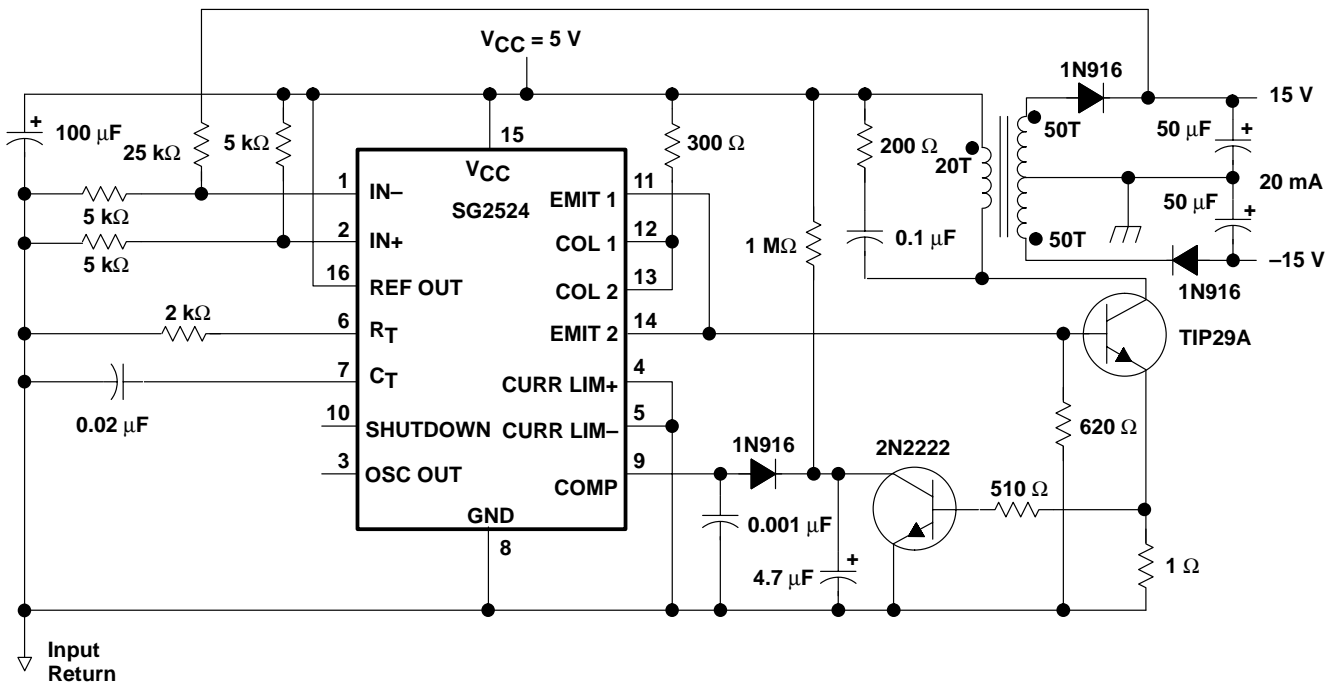 VCC = 5 V
1N916
15 V
100 µF
+
25 kΩ
5 kΩ
15
300 Ω
200 Ω
20T
50T
50 µF
+
VCC
SG2524
5 kΩ
1
IN–
EMIT 1
11
20 mA
5 kΩ
2
IN+
COL 1
12
1 MΩ
0.1 µF
50T
50 µF
+
–15 V
16
REF OUT
COL 2
13
1N916
2 kΩ
6
RT
EMIT 2
14
TIP29A
0.02 µF
7
CT
CURR LIM+
4
10
SHUTDOWN
CURR LIM–
5
1N916
2N2222
620 Ω
3
OSC OUT
COMP
9
510 Ω
GND
8
0.001 µF
4.7 µF
+
1 Ω
Input
Return